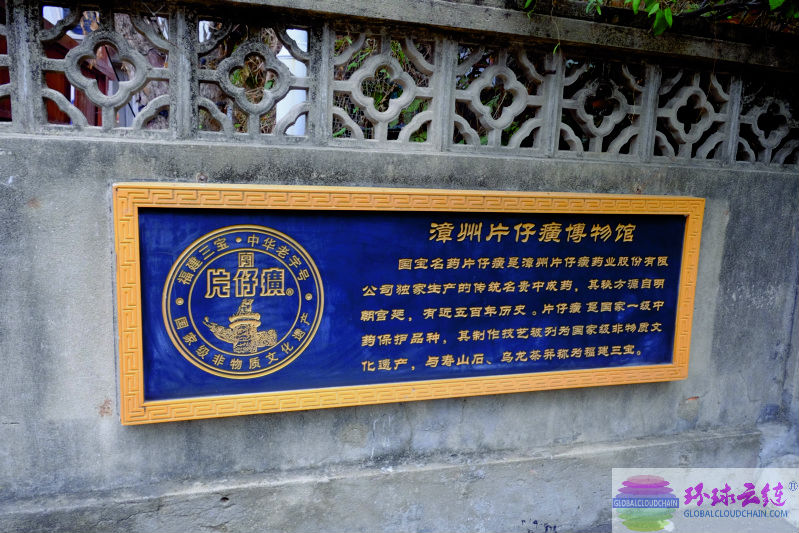 福建三宝·中华老字号
片仔癀®
国家级非物质文化遗产
漳州片仔癀博物馆
国宝名药片仔癀是漳州片仔癀药业股份有限
公司独家生产的传统名贵中成药，其秘方源自明
朝宫廷，有近五百年历史。片仔癀是国家一级中
药保护品种，其制作技艺被列为国家级非物质文
化遗产，与寿山石、乌龙茶并称为福建三宝。
环球云链®
GLOBALCLOUDCHAIN.COM
GLOBALCLOUDCHAIN